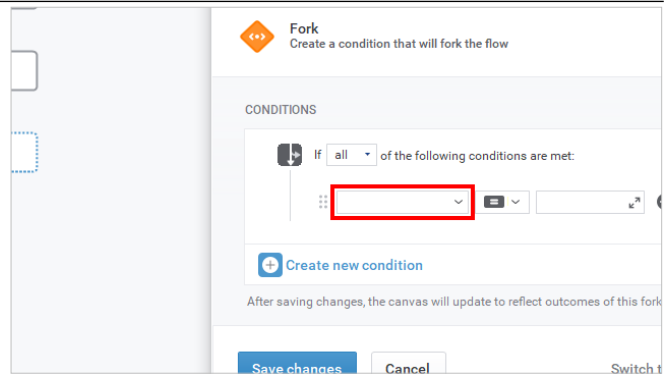 Fork
Create a condition that will fork the flow
CONDITIONS
If all of the following conditions are met:
Create new condition
After saving changes, the canvas will update to reflect outcomes of this fork
Save changes Cancel Switch t